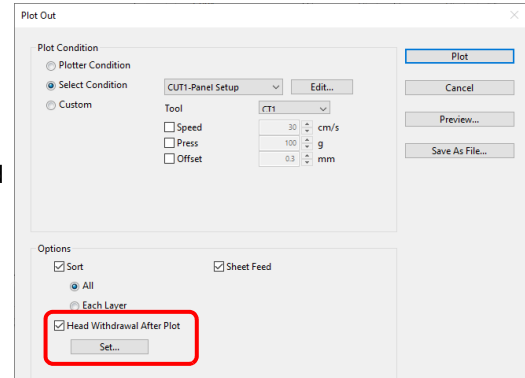 Plot Out
Plot Condition
Plotter Condition
Select Condition
CUT1-Panel Setup
Edit...
Custom
Tool
CT1
Speed
30
cm/s
Press
100
g
Offset
0.3
mm
Plot
Cancel
Preview...
Save As File...
Options
Sort
Sheet Feed
All
Each Layer
Head Withdrawal After Plot
Set...